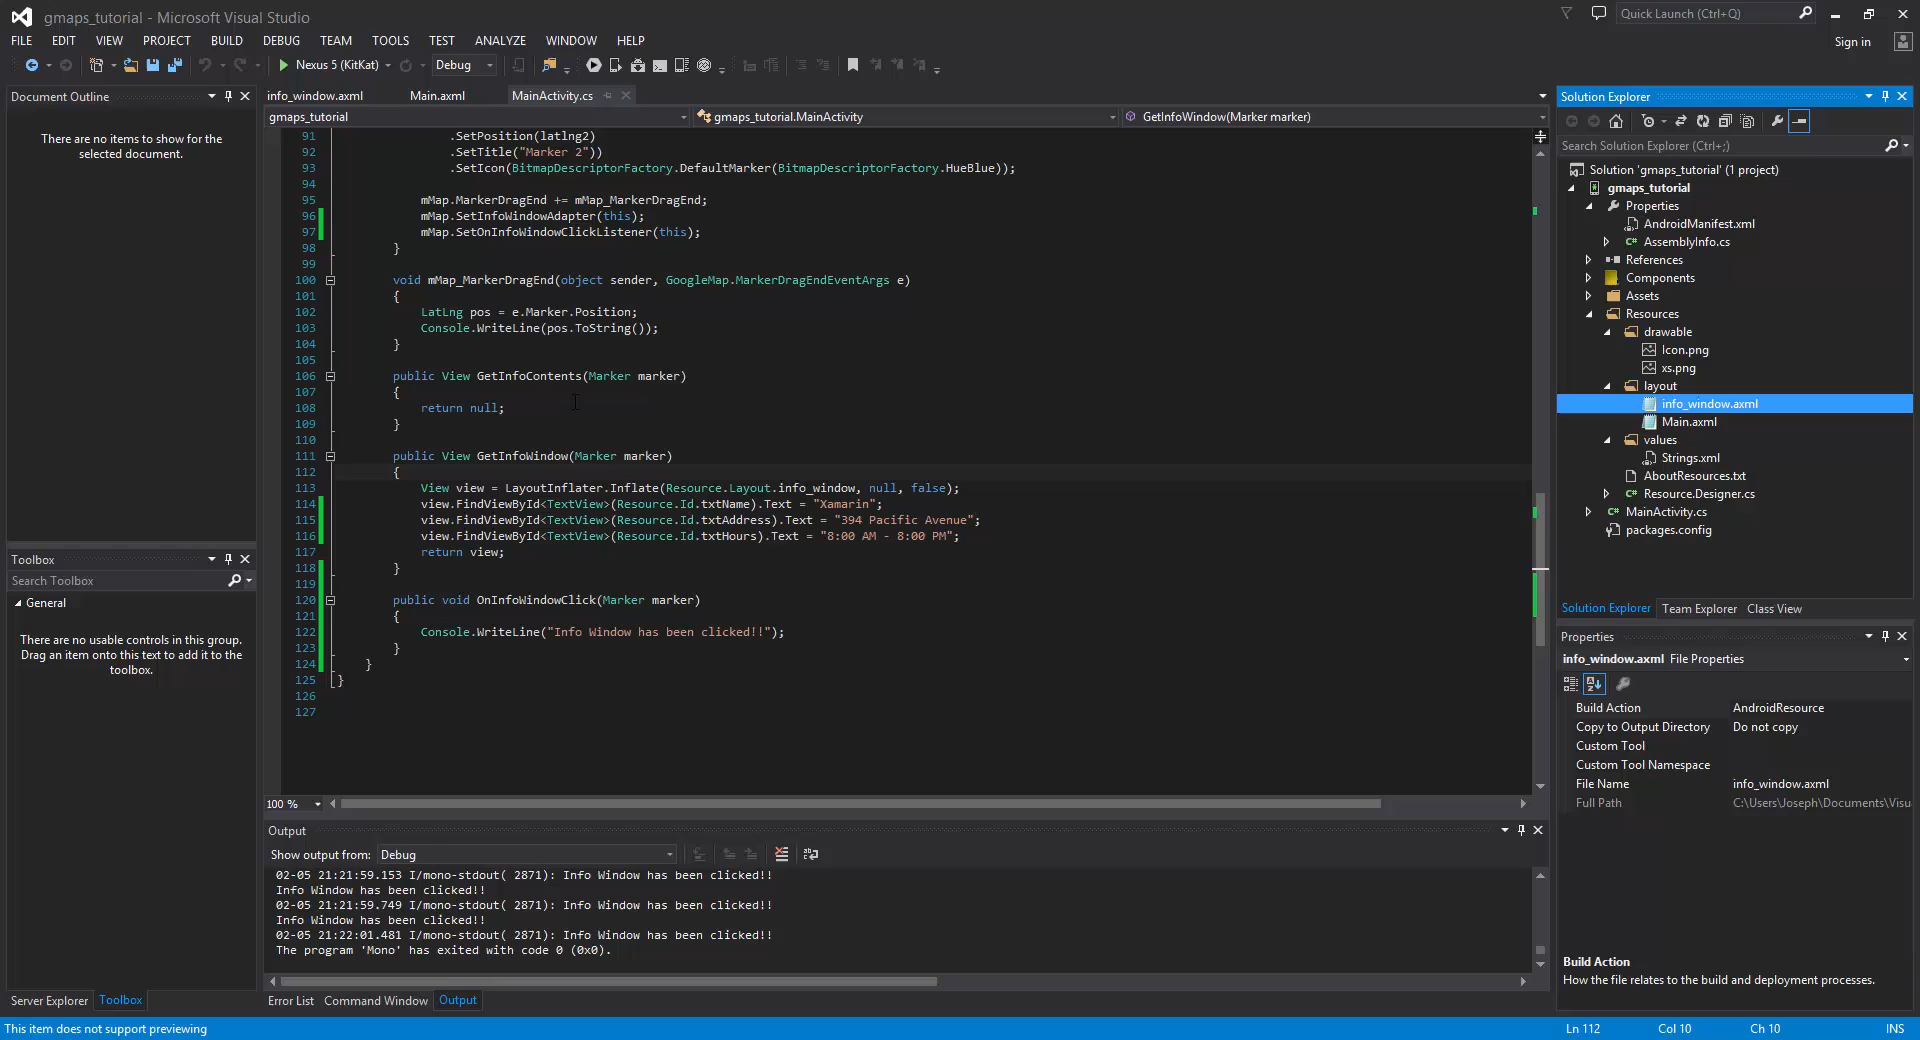 gmaps_tutorial - Microsoft Visual Studio
Quick Launch (Ctrl+Q)
FILE EDIT VIEW PROJECT BUILD DEBUG TEAM TOOLS TEST ANALYZE WINDOW HELP
Sign in
Nexus 5 (KitKat) Debug
Document Outline
There are no items to show for the
selected document.
Toolbox
Search Toolbox
General
There are no usable controls in this group.
Drag an item onto this text to add it to the
toolbox.
Server Explorer Toolbox
info_window.axml Main.axml MainActivity.cs
gmaps_tutorial gmaps_tutorial.MainActivity GetInfoWindow(Marker marker)
91 .SetPosition(latlng2)
92 .SetTitle("Marker 2"))
93 .SetIcon(BitmapDescriptorFactory.DefaultMarker(BitmapDescriptorFactory.HueBlue));
94
95 mMap.MarkerDragEnd += mMap_MarkerDragEnd;
96 mMap.SetInfoWindowAdapter(this);
97 mMap.SetOnInfoWindowClickListener(this);
98 }
99
100 void mMap_MarkerDragEnd(object sender, GoogleMap.MarkerDragEndEventArgs e)
101 {
102 LatLng pos = e.Marker.Position;
103 Console.WriteLine(pos.ToString());
104 }
105
106 public View GetInfoContents(Marker marker)
107 {
108 return null;
109 }
110
111 public View GetInfoWindow(Marker marker)
112 {
113 View view = LayoutInflater.Inflate(Resource.Layout.info_window, null, false);
114 view.FindViewById<TextView>(Resource.Id.txtName).Text = "Xamarin";
115 view.FindViewById<TextView>(Resource.Id.txtAddress).Text = "394 Pacific Avenue";
116 view.FindViewById<TextView>(Resource.Id.txtHours).Text = "8:00 AM - 8:00 PM";
117 return view;
118 }
119
120 public void OnInfoWindowClick(Marker marker)
121 {
122 Console.WriteLine("Info Window has been clicked!!");
123 }
124 }
125 }
126
127
100 %
Output
Show output from: Debug
02-05 21:21:59.153 I/mono-stdout( 2871): Info Window has been clicked!!
Info Window has been clicked!!
02-05 21:21:59.749 I/mono-stdout( 2871): Info Window has been clicked!!
Info Window has been clicked!!
02-05 21:22:01.481 I/mono-stdout( 2871): Info Window has been clicked!!
The program 'Mono' has exited with code 0 (0x0).
Error List Command Window Output
Solution Explorer
Search Solution Explorer (Ctrl+;)
Solution 'gmaps_tutorial' (1 project)
gmaps_tutorial
Properties
AndroidManifest.xml
AssemblyInfo.cs
References
Components
Assets
Resources
drawable
Icon.png
xs.png
layout
info_window.axml
Main.axml
values
Strings.xml
AboutResources.txt
Resource.Designer.cs
MainActivity.cs
packages.config
Solution Explorer Team Explorer Class View
Properties
info_window.axml File Properties
Build Action AndroidResource
Copy to Output Directory Do not copy
Custom Tool
Custom Tool Namespace
File Name info_window.axml
Full Path C:\Users\Joseph\Documents\Visu
Build Action
How the file relates to the build and deployment processes.
This item does not support previewing
Ln 112 Col 10 Ch 10 INS